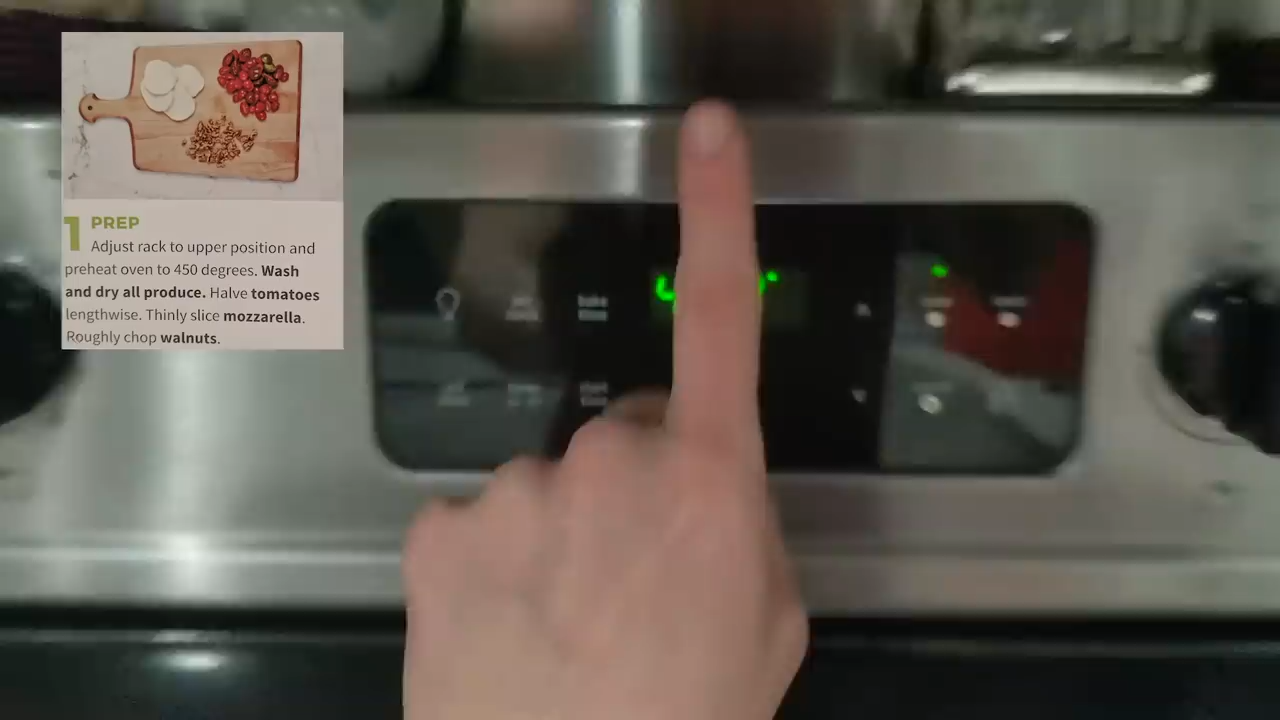 1 PREP
Adjust rack to upper position and
preheat oven to 450 degrees. Wash
and dry all produce. Halve tomatoes
lengthwise. Thinly slice mozzarella.
Roughly chop walnuts.